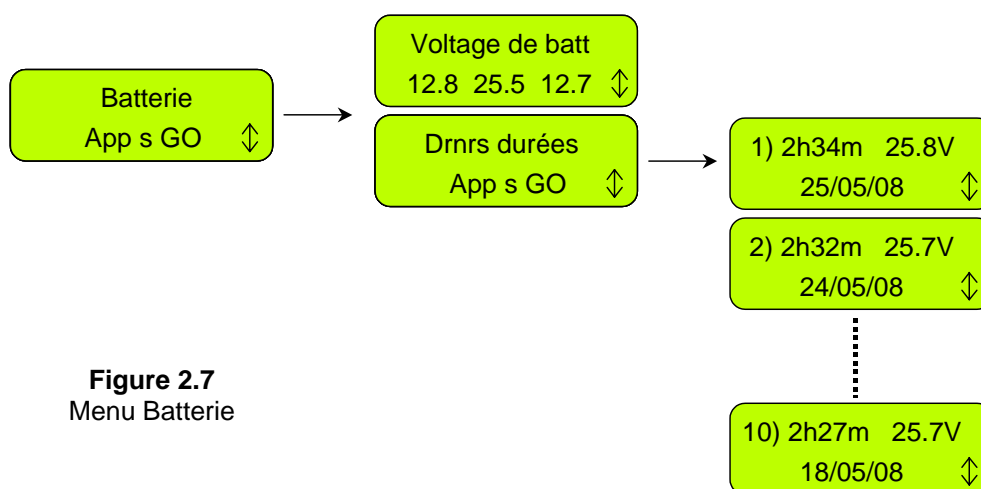 Batterie
App s GO
Voltage de batt
12.8 25.5 12.7
Drnrs durées
App s GO
1) 2h34m 25.8V
25/05/08
2) 2h32m 25.7V
24/05/08
10) 2h27m 25.7V
18/05/08
Figure 2.7
Menu Batterie